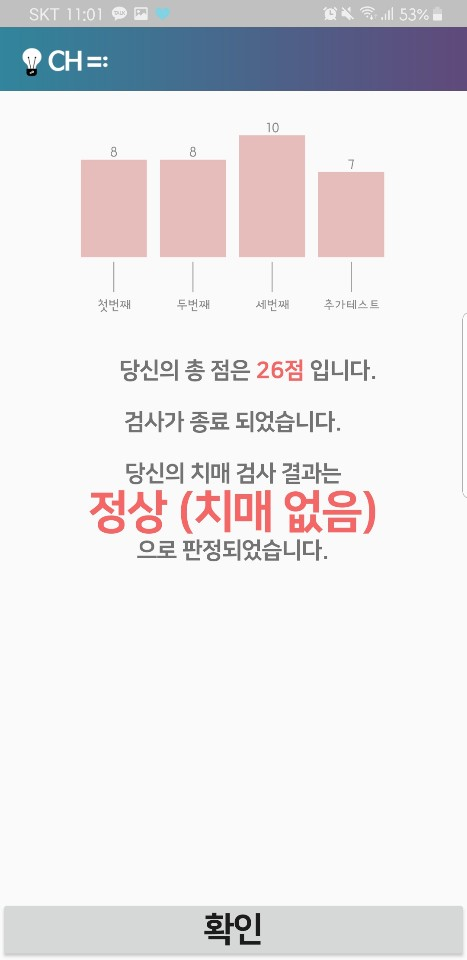 SKT 11:01 53%
CH =:
8 8 10 7
첫번째 두번째 세번째 추가테스트
당신의 총 점은 26점 입니다.
검사가 종료 되었습니다.
당신의 치매 검사 결과는
정상 (치매 없음)
으로 판정되었습니다.
확인